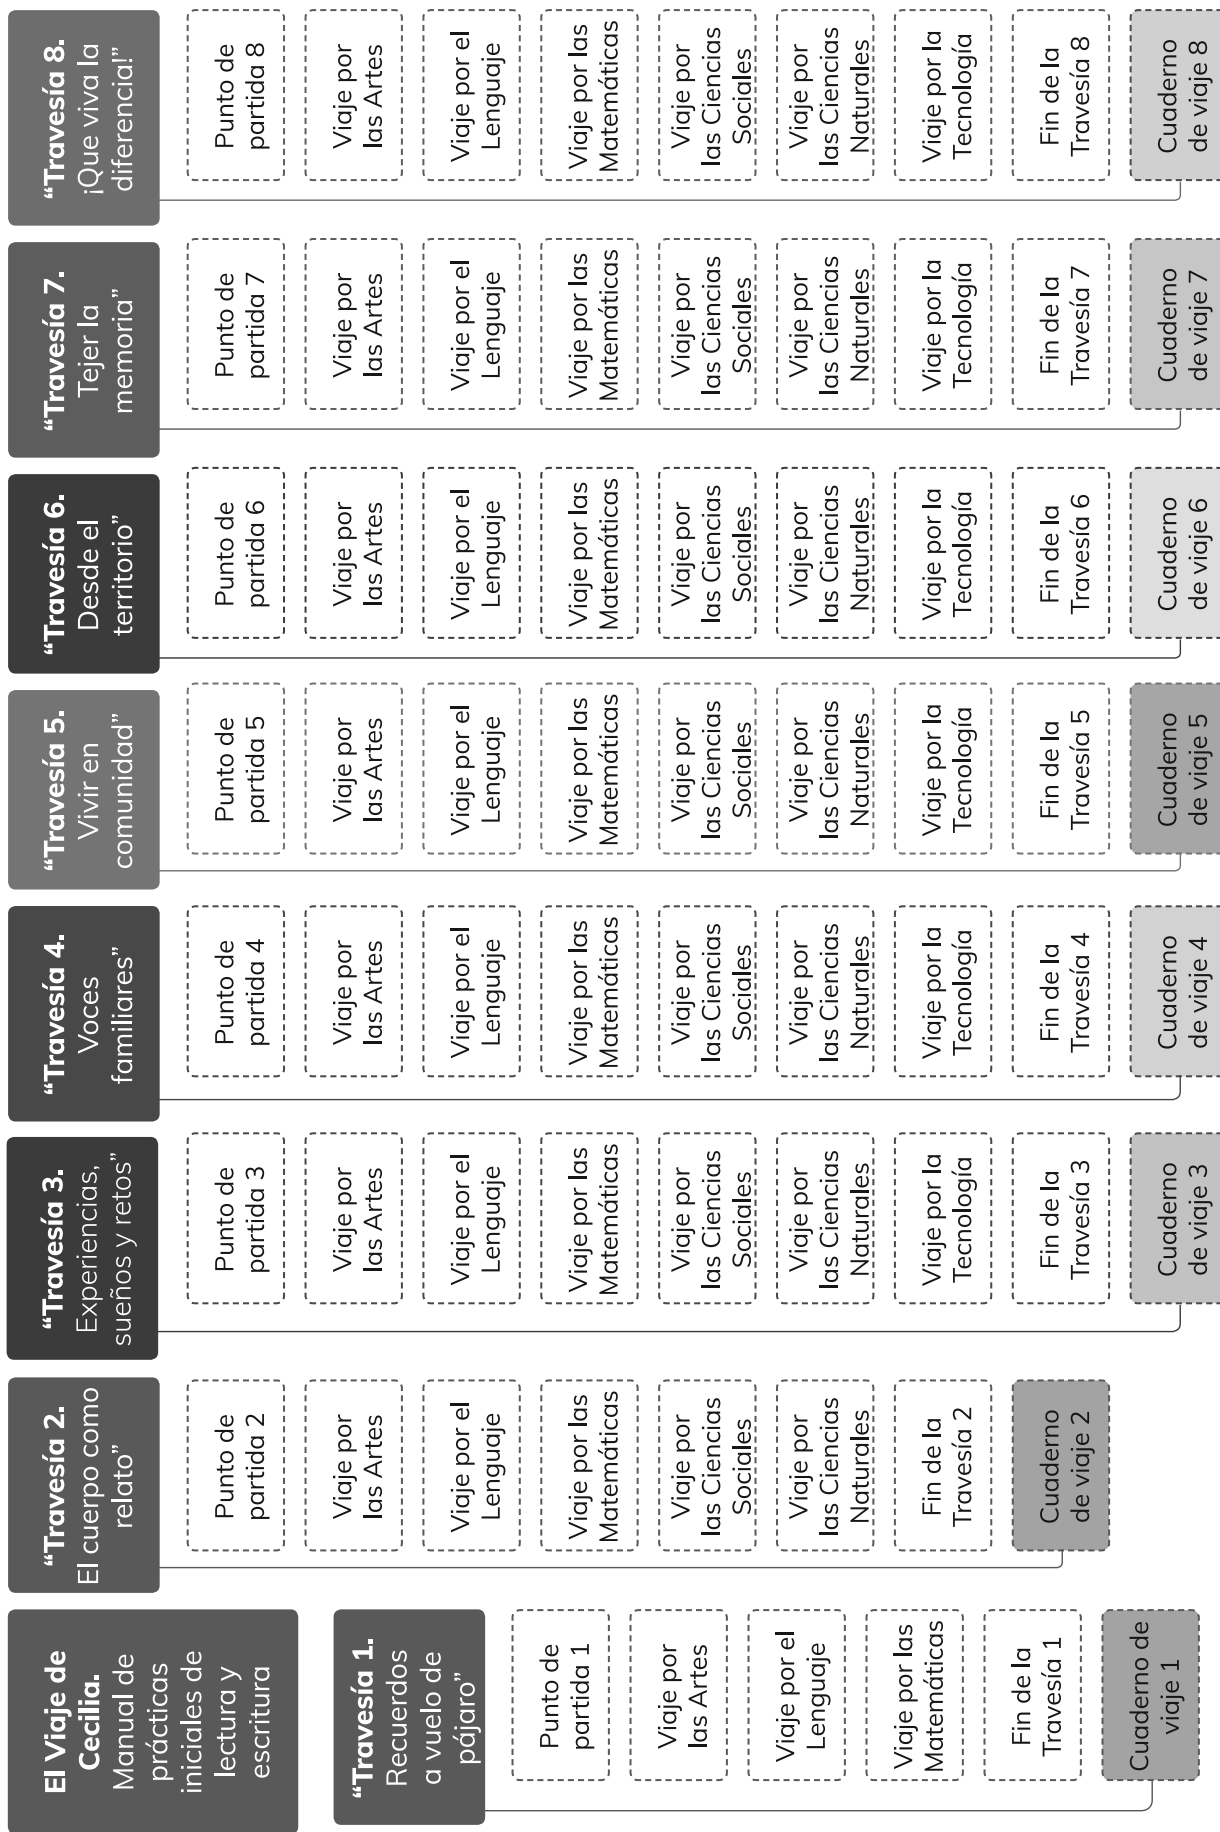 El Viaje de
Cecilia.
Manual de
prácticas
iniciales de
lectura y
escritura
“Travesía 1.
Recuerdos
a vuelo de
pájaro”
Punto de
partida 1
Viaje por
las Artes
Viaje por el
Lenguaje
Viaje por las
Matemáticas
Fin de la
Travesía 1
Cuaderno de
viaje 1
“Travesía 2.
El cuerpo como
relato”
Punto de
partida 2
Viaje por
las Artes
Viaje por el
Lenguaje
Viaje por las
Matemáticas
Viaje por
las Ciencias
Sociales
Viaje por
las Ciencias
Naturales
Fin de la
Travesía 2
Cuaderno
de viaje 2
“Travesía 3.
Experiencias,
sueños y retos”
Punto de
partida 3
Viaje por
las Artes
Viaje por el
Lenguaje
Viaje por las
Matemáticas
Viaje por
las Ciencias
Sociales
Viaje por
las Ciencias
Naturales
Viaje por la
Tecnología
Fin de la
Travesía 3
Cuaderno
de viaje 3
“Travesía 4.
Voces
familiares”
Punto de
partida 4
Viaje por
las Artes
Viaje por el
Lenguaje
Viaje por las
Matemáticas
Viaje por
las Ciencias
Sociales
Viaje por
las Ciencias
Naturales
Viaje por la
Tecnología
Fin de la
Travesía 4
Cuaderno
de viaje 4
“Travesía 5.
Vivir en
comunidad”
Punto de
partida 5
Viaje por
las Artes
Viaje por el
Lenguaje
Viaje por las
Matemáticas
Viaje por
las Ciencias
Sociales
Viaje por
las Ciencias
Naturales
Viaje por la
Tecnología
Fin de la
Travesía 5
Cuaderno
de viaje 5
“Travesía 6.
Desde el
territorio”
Punto de
partida 6
Viaje por
las Artes
Viaje por el
Lenguaje
Viaje por las
Matemáticas
Viaje por
las Ciencias
Sociales
Viaje por
las Ciencias
Naturales
Viaje por la
Tecnología
Fin de la
Travesía 6
Cuaderno
de viaje 6
“Travesía 7.
Tejer la
memoria”
Punto de
partida 7
Viaje por
las Artes
Viaje por el
Lenguaje
Viaje por las
Matemáticas
Viaje por
las Ciencias
Sociales
Viaje por
las Ciencias
Naturales
Viaje por la
Tecnología
Fin de la
Travesía 7
Cuaderno
de viaje 7
“Travesía 8.
¡Que viva la
diferencia!”
Punto de
partida 8
Viaje por
las Artes
Viaje por el
Lenguaje
Viaje por las
Matemáticas
Viaje por
las Ciencias
Sociales
Viaje por
las Ciencias
Naturales
Viaje por la
Tecnología
Fin de la
Travesía 8
Cuaderno
de viaje 8